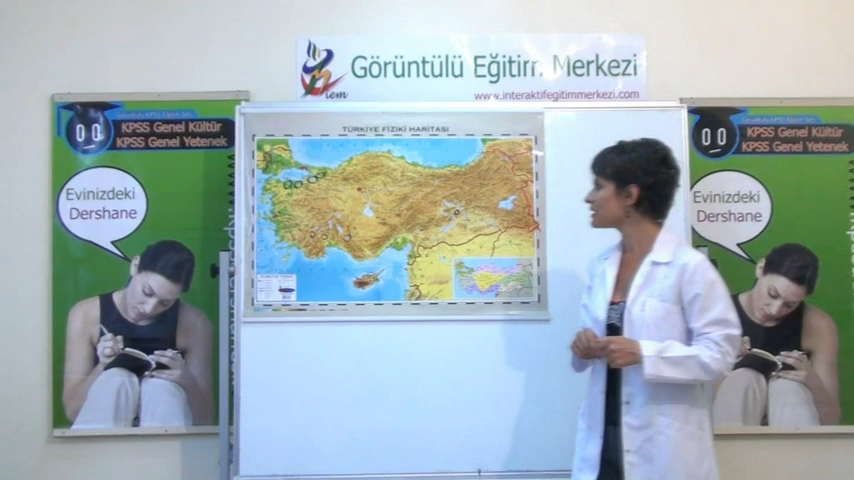 Görüntülü Eğitim Merkezi
iem
www.interaktifegitimmerkezi.com
KPSS Genel Kültür
KPSS Genel Yetenek
Evinizdeki
Dershane
TÜRKİYE FİZİKİ HARİTASI
KPSS Genel Kültür
KPSS Genel Yetenek
Evinizdeki
Dershane